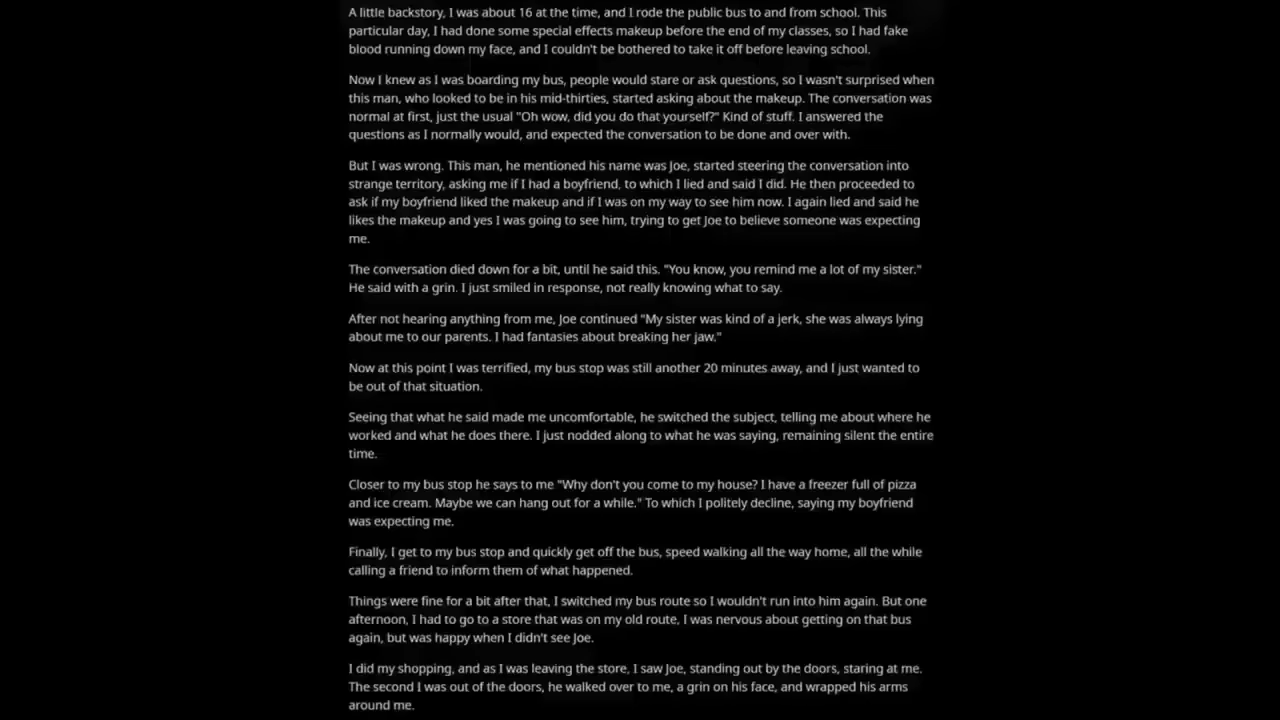 A little backstory, I was about 16 at the time, and I rode the public bus to and from school. This
particular day, I had done some special effects makeup before the end of my classes, so I had fake
blood running down my face, and I couldn't be bothered to take it off before leaving school.
Now I knew as I was boarding my bus, people would stare or ask questions, so I wasn't surprised when
this man, who looked to be in his mid-thirties, started asking about the makeup. The conversation was
normal at first, just the usual "Oh wow, did you do that yourself?" Kind of stuff. I answered the
questions as I normally would, and expected the conversation to be done and over with.
But I was wrong. This man, he mentioned his name was Joe, started steering the conversation into
strange territory, asking me if I had a boyfriend, to which I lied and said I did. He then proceeded to
ask if my boyfriend liked the makeup and if I was on my way to see him now. I again lied and said he
likes the makeup and yes I was going to see him, trying to get Joe to believe someone was expecting
me.
The conversation died down for a bit, until he said this. "You know, you remind me a lot of my sister."
He said with a grin. I just smiled in response, not really knowing what to say.
After not hearing anything from me, Joe continued "My sister was kind of a jerk, she was always lying
about me to our parents. I had fantasies about breaking her jaw."
Now at this point I was terrified, my bus stop was still another 20 minutes away, and I just wanted to
be out of that situation.
Seeing that what he said made me uncomfortable, he switched the subject, telling me about where he
worked and what he does there. I just nodded along to what he was saying, remaining silent the entire
time.
Closer to my bus stop he says to me "Why don't you come to my house? I have a freezer full of pizza
and ice cream. Maybe we can hang out for a while." To which I politely decline, saying my boyfriend
was expecting me.
Finally, I get to my bus stop and quickly get off the bus, speed walking all the way home, all the while
calling a friend to inform them of what happened.
Things were fine for a bit after that, I switched my bus route so I wouldn't run into him again. But one
afternoon, I had to go to a store that was on my old route, I was nervous about getting on that bus
again, but was happy when I didn't see Joe.
I did my shopping, and as I was leaving the store, I saw Joe, standing out by the doors, staring at me.
The second I was out of the doors, he walked over to me, a grin on his face, and wrapped his arms
around me.